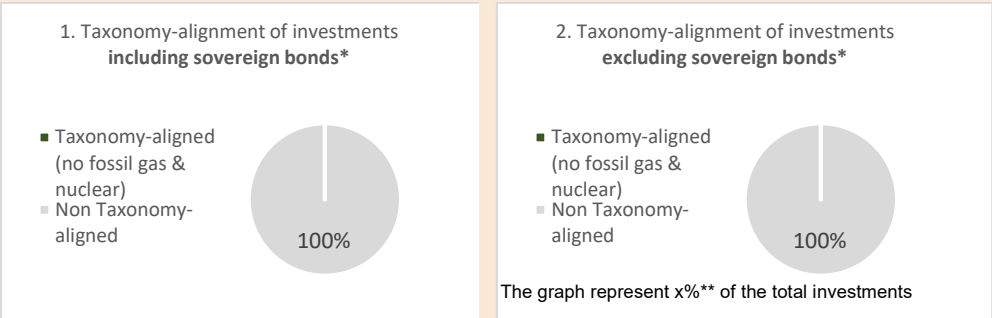 1. Taxonomy-alignment of investments
including sovereign bonds*
Taxonomy-aligned
(no fossil gas &
nuclear)
Non Taxonomy-
aligned
100%
2. Taxonomy-alignment of investments
excluding sovereign bonds*
Taxonomy-aligned
(no fossil gas &
nuclear)
Non Taxonomy-
aligned
100%
The graph represent x%** of the total investments